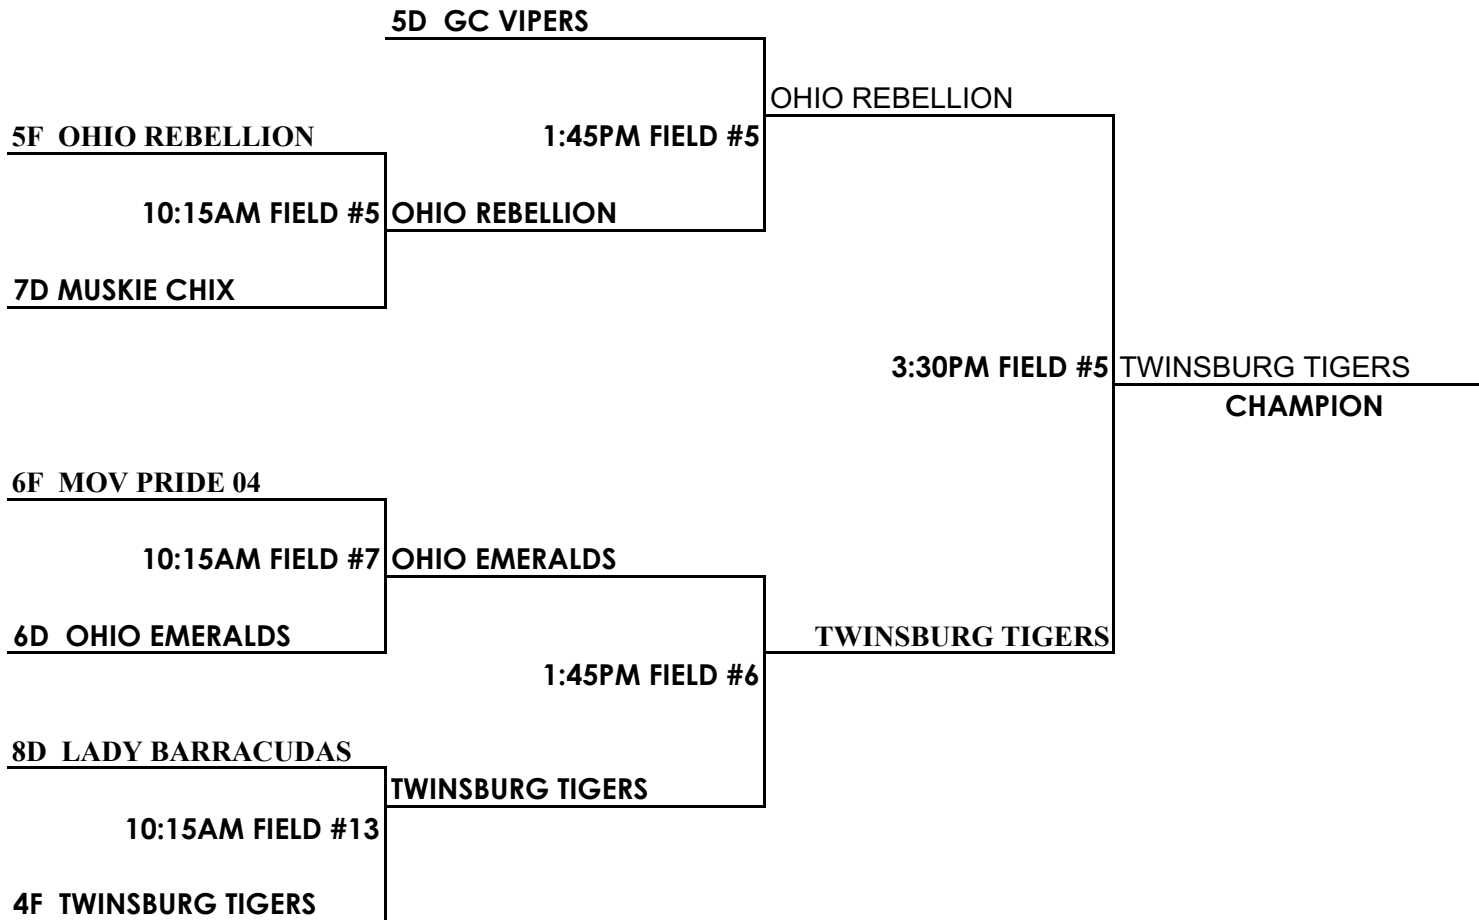 5D  GC VIPERS
OHIO REBELLION
5F  OHIO REBELLION
1:45PM FIELD #5
10:15AM FIELD #5
OHIO REBELLION
7D MUSKIE CHIX
3:30PM FIELD #5
TWINSBURG TIGERS
CHAMPION
6F  MOV PRIDE 04
10:15AM FIELD #7
OHIO EMERALDS
6D  OHIO EMERALDS
TWINSBURG TIGERS
1:45PM FIELD #6
8D  LADY BARRACUDAS
TWINSBURG TIGERS
10:15AM FIELD #13
4F  TWINSBURG TIGERS